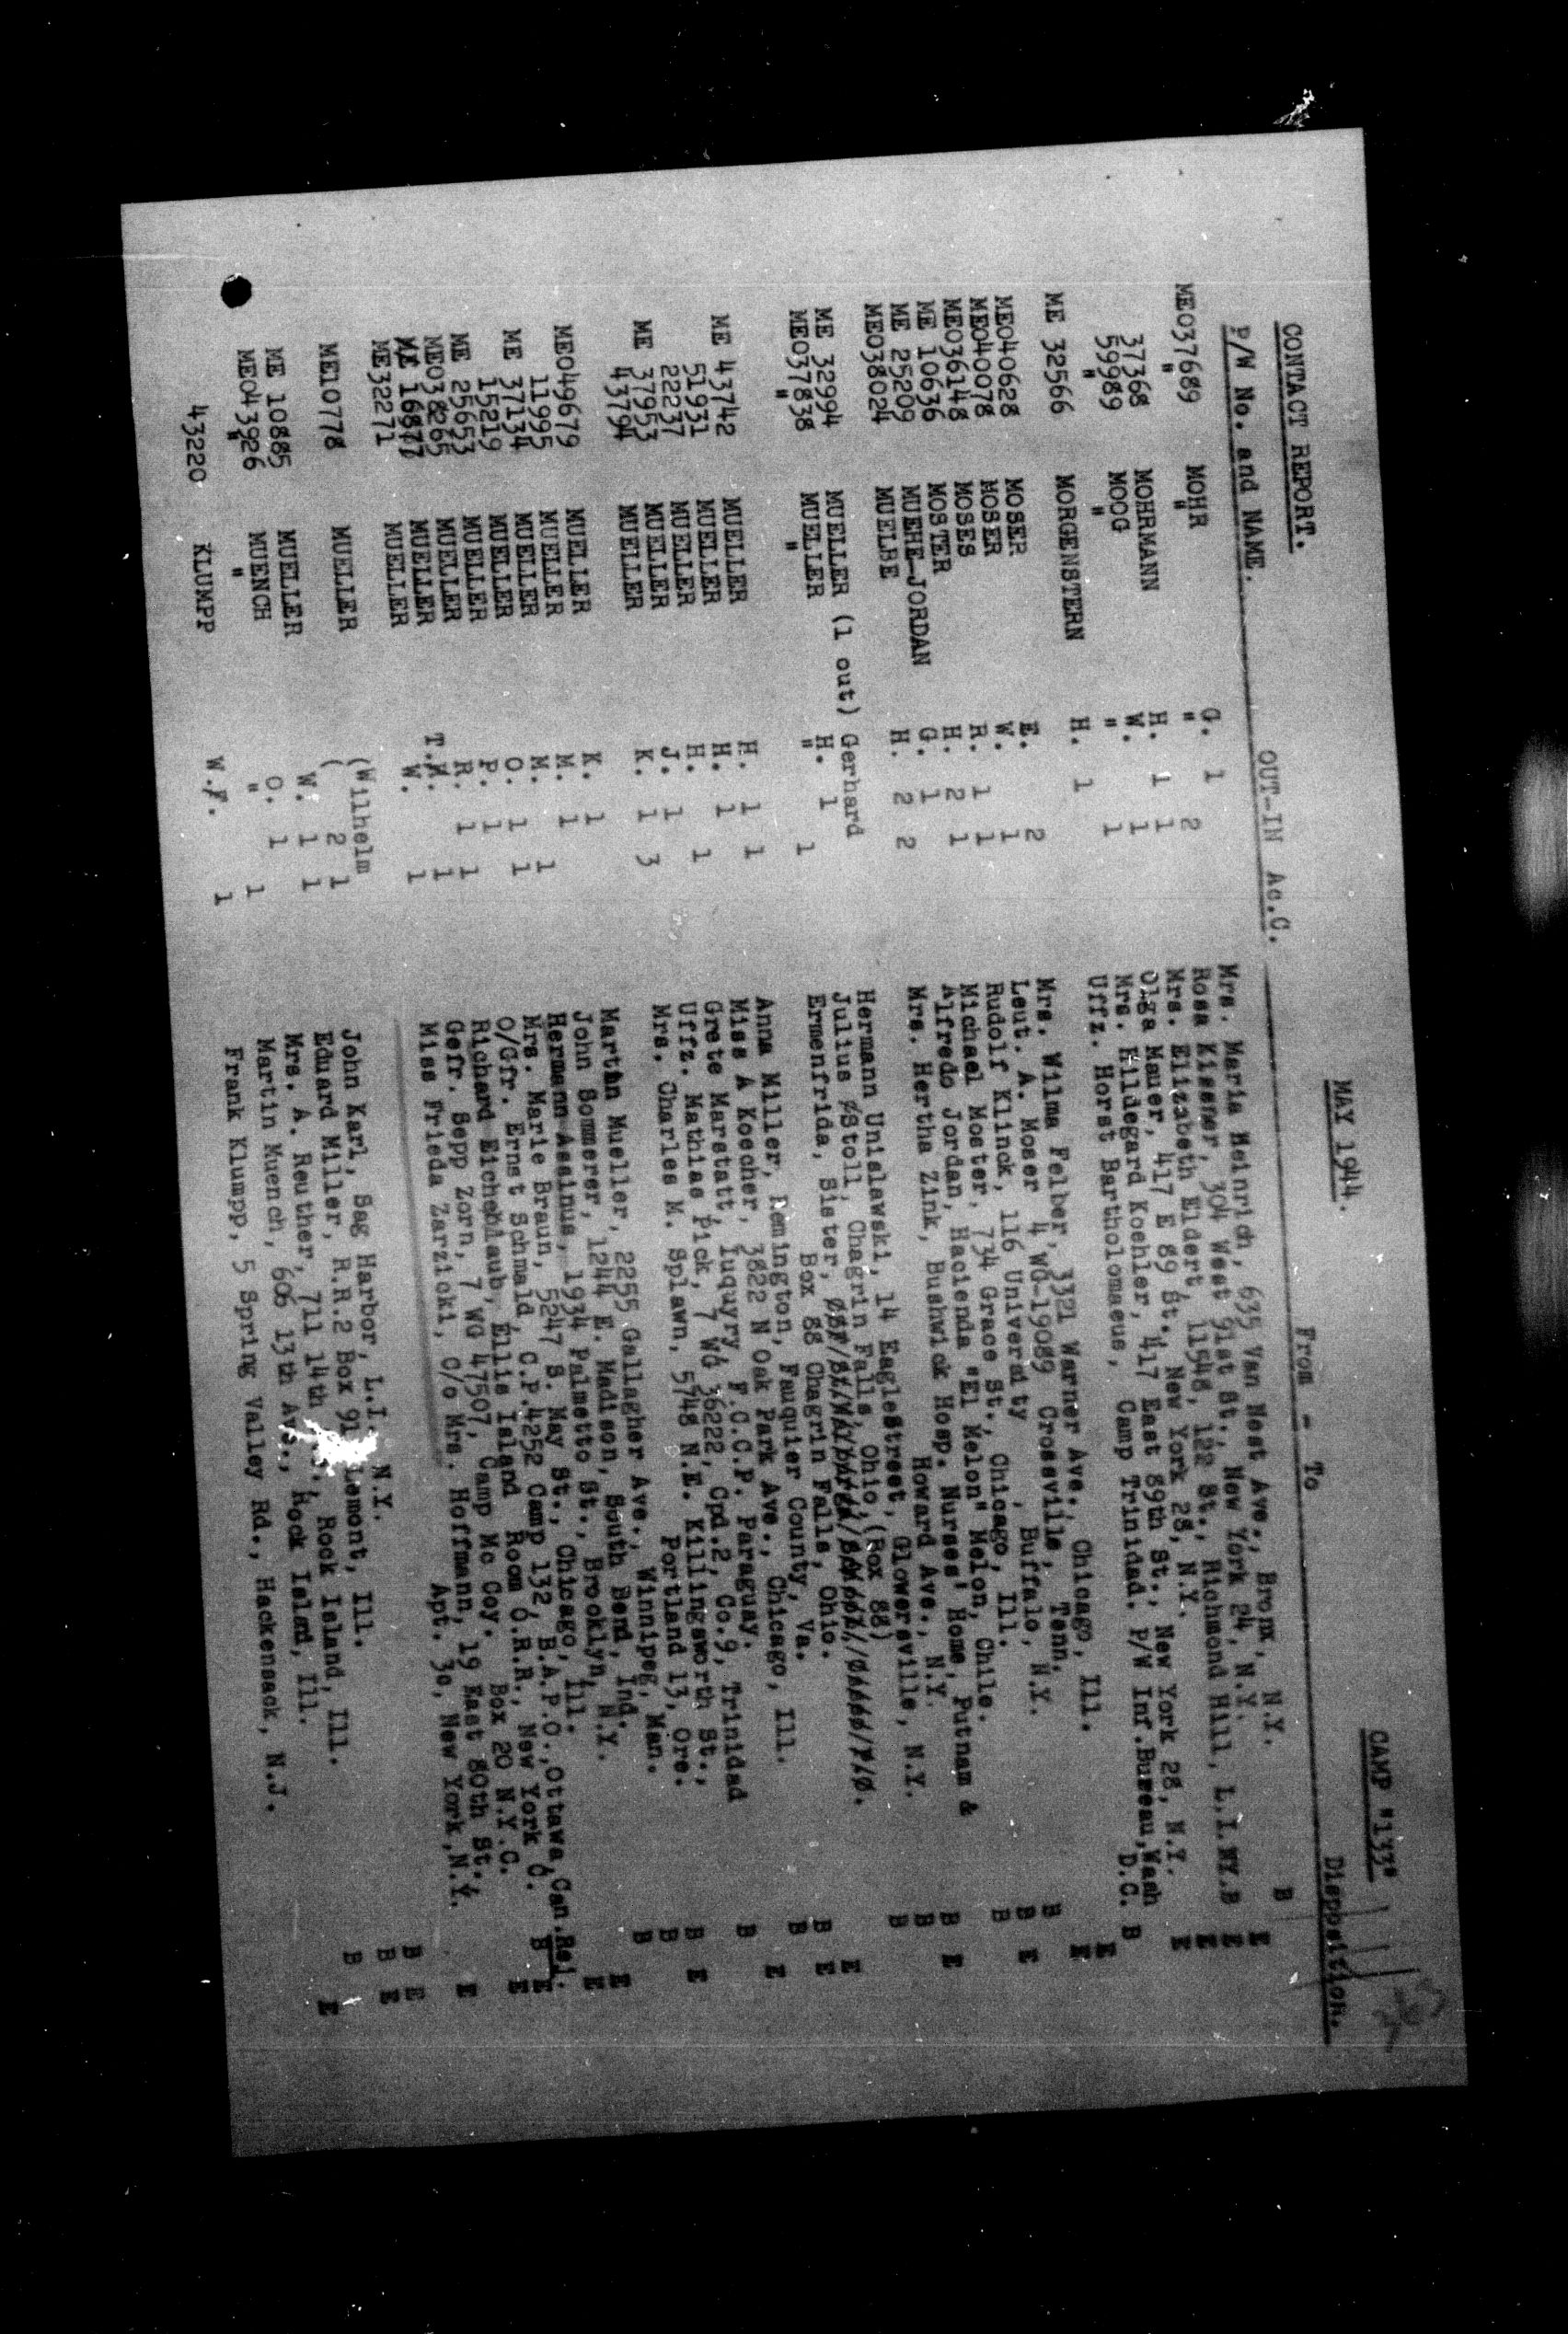 CAMP "133"
CONTACT REPORT. MAY 1944.
P/W No. and NAME. OUT-IN Ac.C. From - To Disposition.
ME037689 MOHR G. 1 Mrs. Maria Heinrich, 635 Van Nest Ave., Bronx, N.Y. B
" " " 2 Rosa Kissner, 304 West 91st St., New York 24, N.Y. E
37368 MOHRMANN H. 1 1 Mrs. Elizabeth Eldert, 11548, 122 St., Richmond Hill, L.I.NY.B E
59989 MOOG W. 1 Olga Mauer, 417 E 89 St., New York 28, N.Y. E
" " " 1 Mrs. Hildegard Koehler, 417 East 89th St., New York 28, N.Y. E
ME 32566 MORGENSTERN H. 1 Uffz. Horst Bartholomaeus, Camp Trinidad. P/W Inf.Bureau,Wash
D.C. B
ME040628 MOSER E. 2 Mrs. Wilma Felber, 3321 Warner Ave., Chicago, Ill. E
ME040078 MOSER W. 1 Leut. A. Moser 4 WG-19089 Crossville, Tenn. E
ME036148 MOSES R. 1 1 Rudolf Klinck, 116 University , Buffalo, N.Y. B E
ME 10636 MOSTER H. 2 1 Michael Moster, 734 Grace St., Chicago, Ill. B E
ME 25209 MUEHE-JORDAN G. 1 Alfredo Jordan, Hacienda "El Melon" Melon, Chile. B
ME038024 MUELBE H. 2 2 Mrs. Hertha Zink, Bushwick Hosp. Nurses' Home, Putnam & B E
Howard Ave., N.Y.
ME 32994 MUELLER (1 out) Gerhard Hermann Unislawski, 14 EagleStreet, Glowersville, N.Y. B
ME037838 MUELLER H. 1 Julius Stoll, Chagrin Falls, Ohio,(Box 88) B
" " " 1 Ermenfrida, Sister, E
Box 88 Chagrin Falls, Ohio.
ME 43742 MUELLER H. 1 1 Anna Miller, Remington, Fauquier County, Va. B E
51931 MUELLER H. 1 Miss A Koecher, 3822 N Oak Park Ave., Chicago, Ill. B
22237 MUELLER H. 1 Grete Marstatt, Iuquyry, F.C.C.P. Paraguay. E
ME 37953 MUELLER J. 1 Uffz. Mathias Pick, 7 WG 36222, Cpd.2, Co.9, Trinidad B
43794 MUELLER K. 1 3 Mrs. Charles M. Splawn, 5748 N.E. Killingsworth St., B E
Portland 13, Ore.
ME049679 MUELLER K. 1 Martin Mueller, 2255 Gallagher Ave., Winnipeg, Man. B
11995 MUELLER M. 1 John Sommerer, 1244 E. Madison, South Bend, Ind. B
ME 37134 MUELLER M. 1 Hermann Assinus, 1934 Palmetto St., Brooklyn, N.Y. E
15219 MUELLER O. 1 1 Mrs. Marie Braun, 5247 S. May St., Chicago, Ill. E
ME 25653 MUELLER P. 1 O/Gfr. Ernst Schmald, C.P.4252 Camp 132, B.A.P.O.,Ottawa,Can.Rel.
ME038265 MUELLER R. 1 1 Richard Eichenlaub, Ellis Island Room O.R.R., New York C. B E
Box 20 N.Y.C.
16877 MUELLER T.W. 1 Gefr. Sepp Zorn, 7 WG 47507, Camp Mc Coy. E
ME32271 MUELLER W. 1 Miss Frieda Zarzicki, C/o Mrs. Hoffmann, 19 East 80th St., E
Apt. 30, New York,N.Y.
(Wilhelm
ME10778 MUELLER ( 2 1 John Karl, Sag Harbor, L.I. N.Y. B E
ME 10885 MUELLER W. 1 1 Eduard Miller, R.R.2 Box 91 Lemont, Ill. B E
ME043926 MUENCH O. 1 Mrs. A. Reuther, 711 14th Rock Island, Ill. B
" " " 1 Martin Muench, 606 13th Ave., Rock Island, Ill. E
43220 KLUMPP W.F. 1 Frank Klumpp, 5 Spring Valley Rd., Hackensack, N.J.